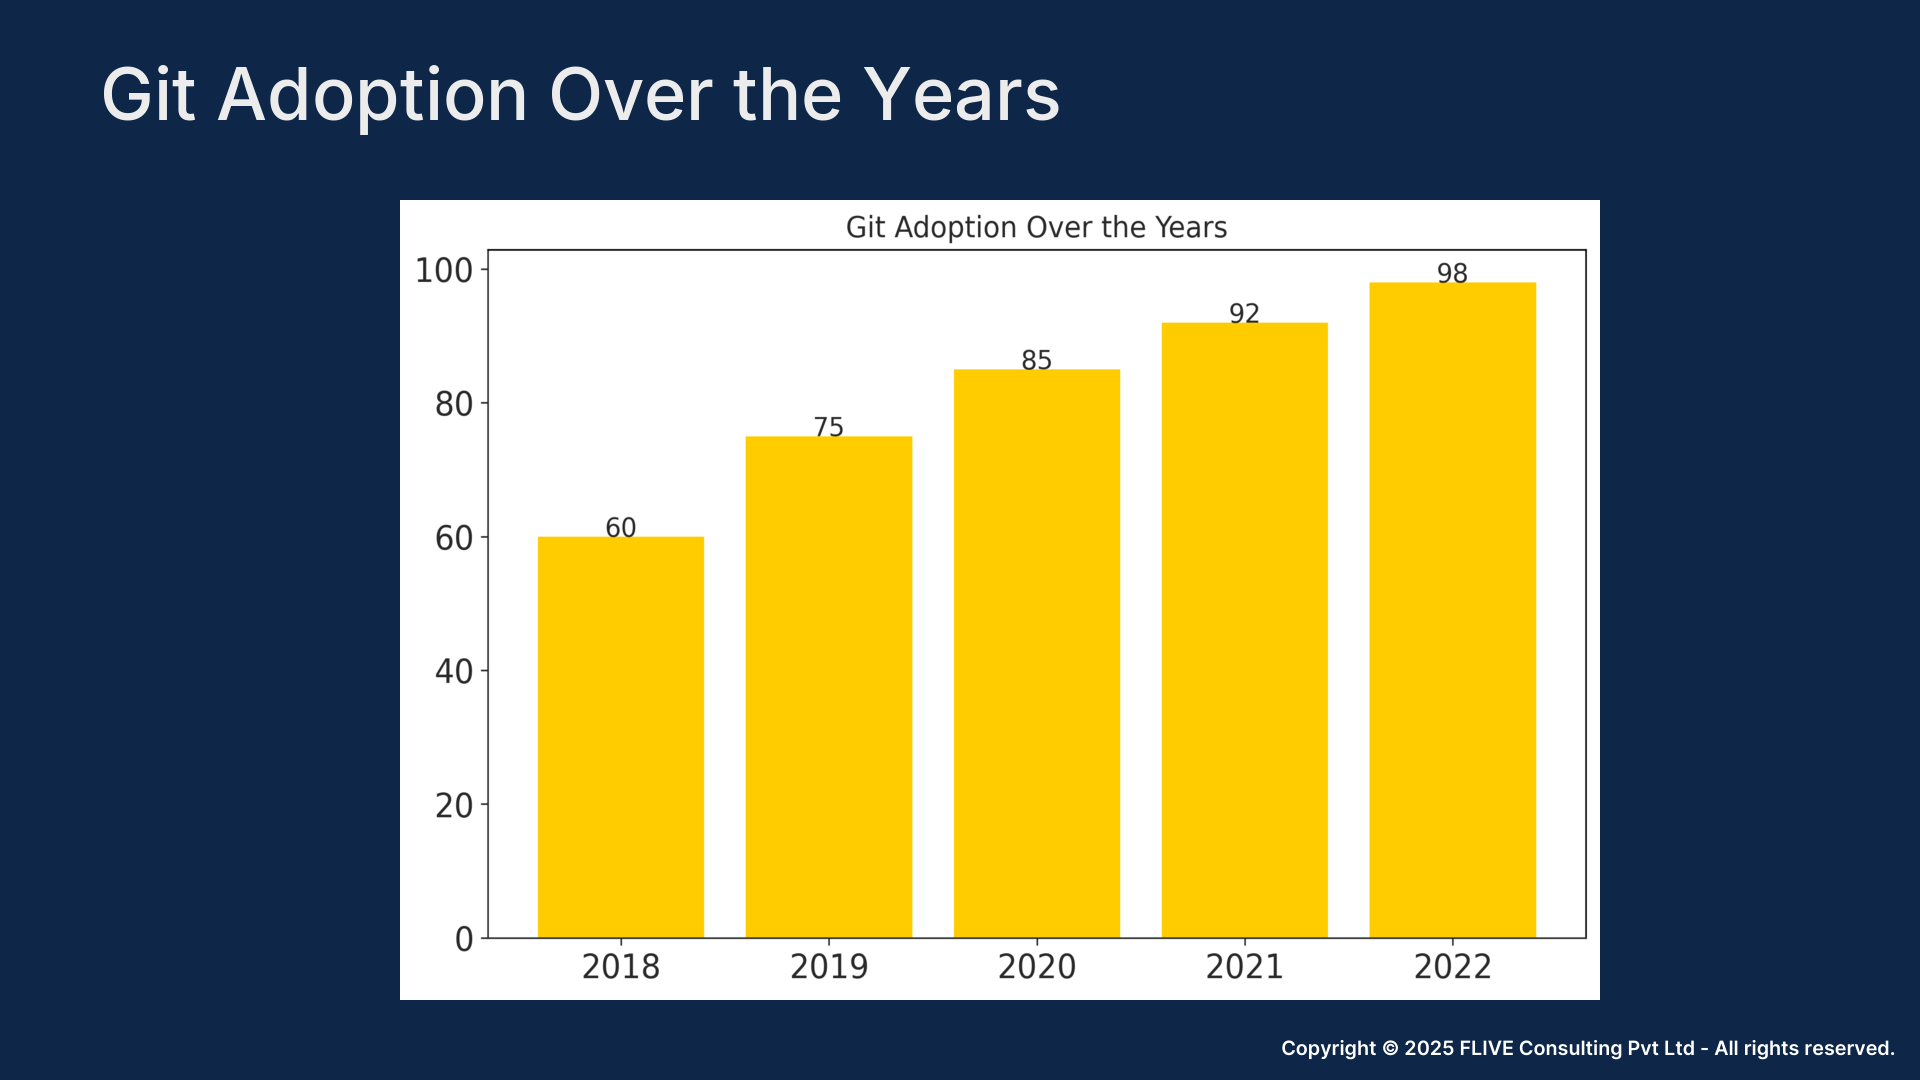 Git Adoption Over the Years
Git Adoption Over the Years
100
80
60
40
20
0
60
75
85
92
98
2018 2019 2020 2021 2022
Copyright © 2025 FLIVE Consulting Pvt Ltd - All rights reserved.